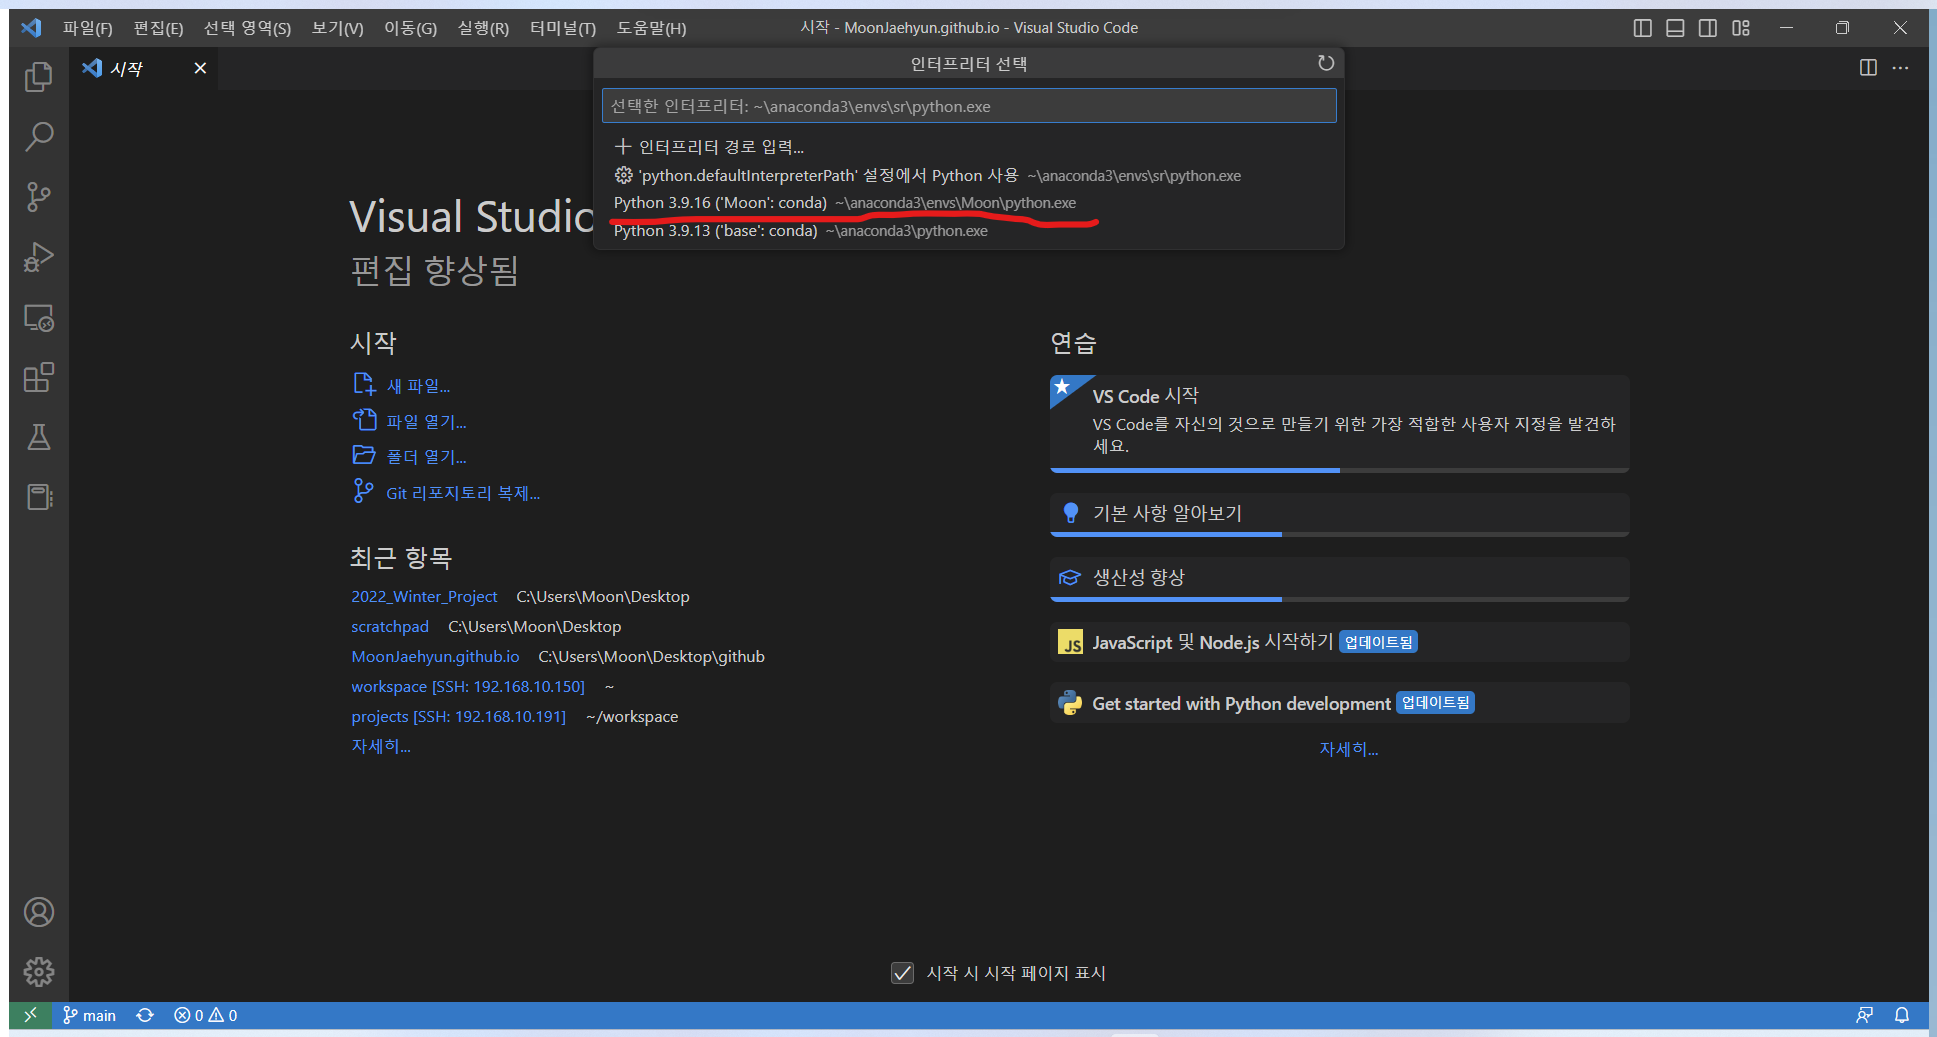 파일(F) 편집(E) 선택 영역(S) 보기(V) 이동(G) 실행(R) 터미널(T) 도움말(H) 시작 - MoonJaehyun.github.io - Visual Studio Code
시작
인터프리터 선택
선택한 인터프리터: ~\anaconda3\envs\sr\python.exe
인터프리터 경로 입력...
'python.defaultInterpreterPath' 설정에서 Python 사용 ~\anaconda3\envs\sr\python.exe
Python 3.9.16 ('Moon': conda) ~\anaconda3\envs\Moon\python.exe
Python 3.9.13 ('base': conda) ~\anaconda3\python.exe
Visual Studio
편집 향상됨
시작
새 파일...
파일 열기...
폴더 열기...
Git 리포지토리 복제...
최근 항목
2022_Winter_Project C:\Users\Moon\Desktop
scratchpad C:\Users\Moon\Desktop
MoonJaehyun.github.io C:\Users\Moon\Desktop\github
workspace [SSH: 192.168.10.150] ~
projects [SSH: 192.168.10.191] ~/workspace
자세히...
연습
VS Code 시작
VS Code를 자신의 것으로 만들기 위한 가장 적합한 사용자 지정을 발견하
세요.
기본 사항 알아보기
생산성 향상
JS JavaScript 및 Node.js 시작하기 업데이트됨
Get started with Python development 업데이트됨
자세히...
시작 시 시작 페이지 표시
main 0 0